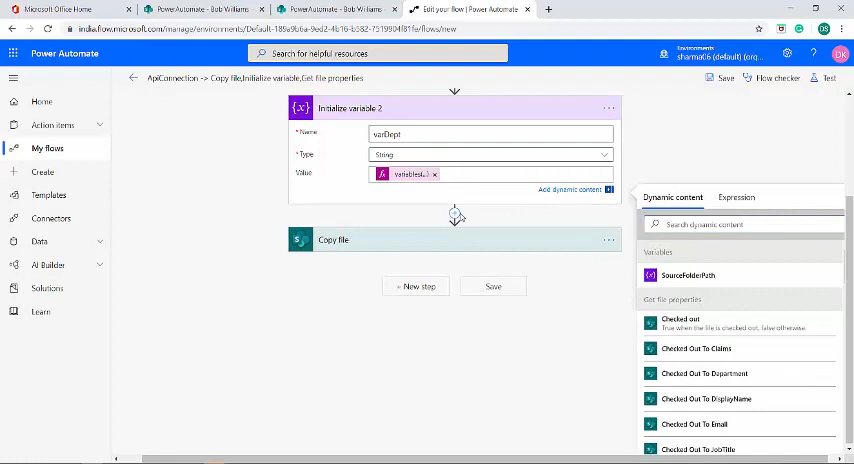 Microsoft Office Home
PowerAutomate - Bob Williams -
PowerAutomate - Bob Williams -
Edit your flow | Power Automate
india.flow.microsoft.com/manage/environments/Default-189a9b6a-9ed2-4b16-b582-7519904f81fe/flows/new
DS
Power Automate
Search for helpful resources
Environments
sharma06 (default) (org...
?
DK
ApiConnection -> Copy file,Initialize variable,Get file properties
Save
Flow checker
Test
Home
Action items
My flows
Create
Templates
Connectors
Data
AI Builder
Solutions
Learn
{x} Initialize variable 2 ...
* Name
varDept
* Type
String
Value
fx variables(...) x
Add dynamic content
Copy file ...
+ New step
Save
Dynamic content
Expression
Search dynamic content
Variables
{x} SourceFolderPath
Get file properties
Checked out
True when the file is checked out, false otherwise.
Checked Out To Claims
Checked Out To Department
Checked Out To DisplayName
Checked Out To Email
Checked Out To JobTitle